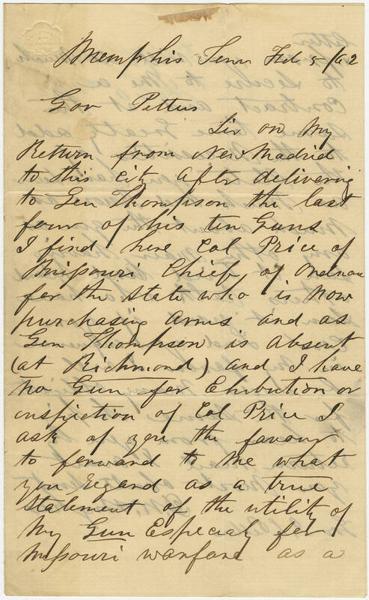 Memphis Tenn Feb 5/62
Gov Pettus
Sir on My
Return from New Madrid
to this city after delivering
to Gen Thompson the last
four of his ten Guns
I find here Col Price of
Missouri Chief of Ordnance
for the State who is now
purchasing arms and as
Gen Thompson is absent
(at Richmond) and I have
no Gun for Exhibition or
inspection of Col Price I
ask of you the favour
to forward to me what
you regard as a true
statement of the utility of
My Gun Especialy for
Missouri warfare as a